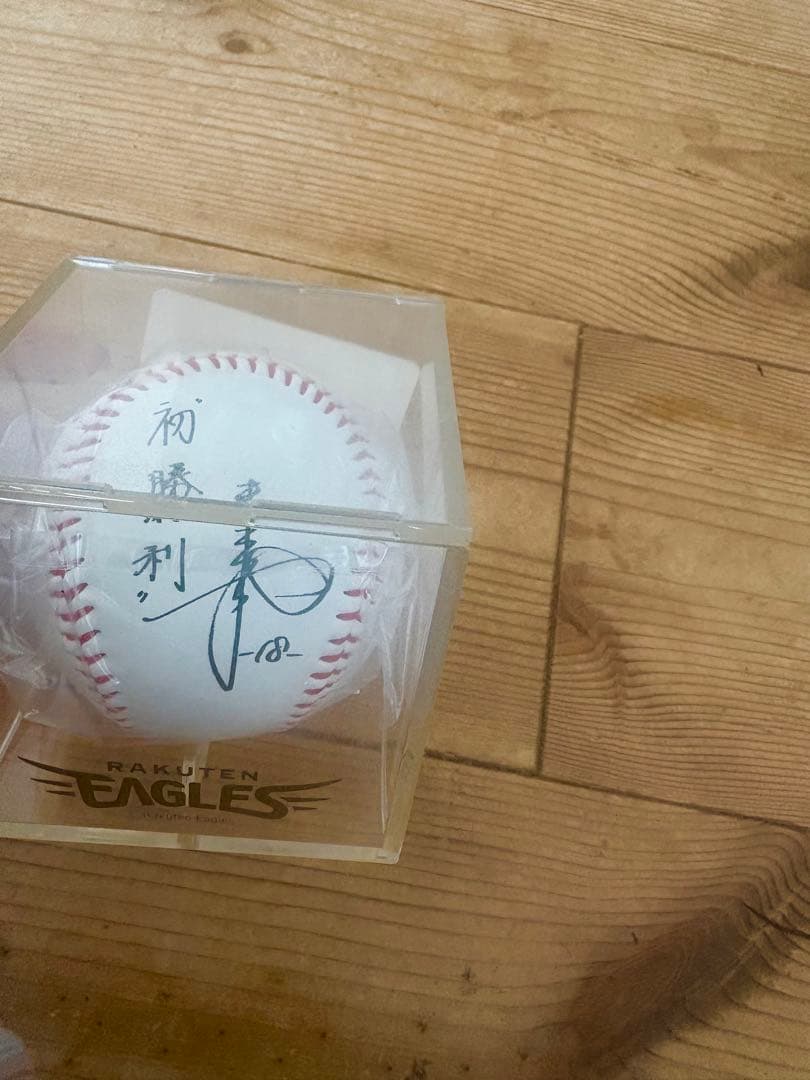 "初勝利"
-18-
RAKUTEN
EAGLES